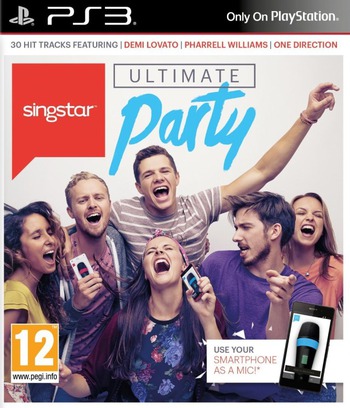 PS3
Only On PlayStation®
30 HIT TRACKS FEATURING | DEMI LOVATO | PHARRELL WILLIAMS | ONE DIRECTION
ULTIMATE
singstar™
Party
12
www.pegi.info
USE YOUR
SMARTPHONE
AS A MIC!*